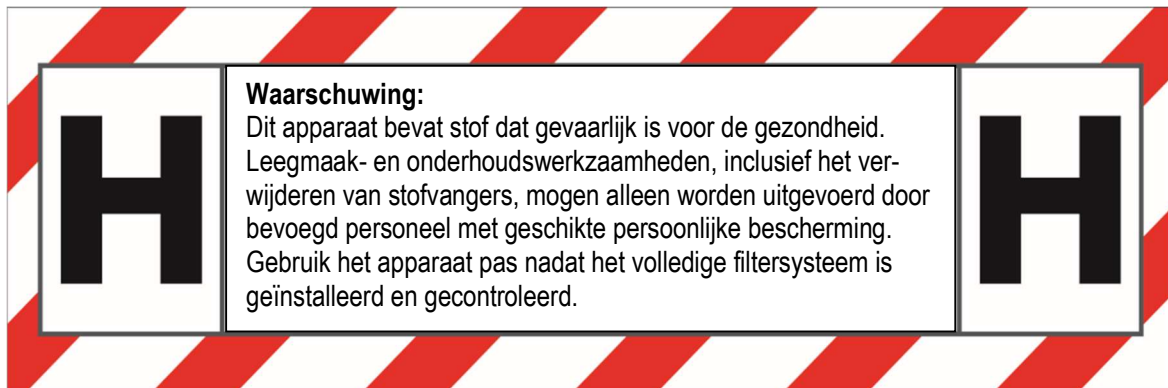 H
Waarschuwing:
Dit apparaat bevat stof dat gevaarlijk is voor de gezondheid.
Leegmaak- en onderhoudswerkzaamheden, inclusief het ver-
wijderen van stofvangers, mogen alleen worden uitgevoerd door
bevoegd personeel met geschikte persoonlijke bescherming.
Gebruik het apparaat pas nadat het volledige filtersysteem is
geïnstalleerd en gecontroleerd.
H